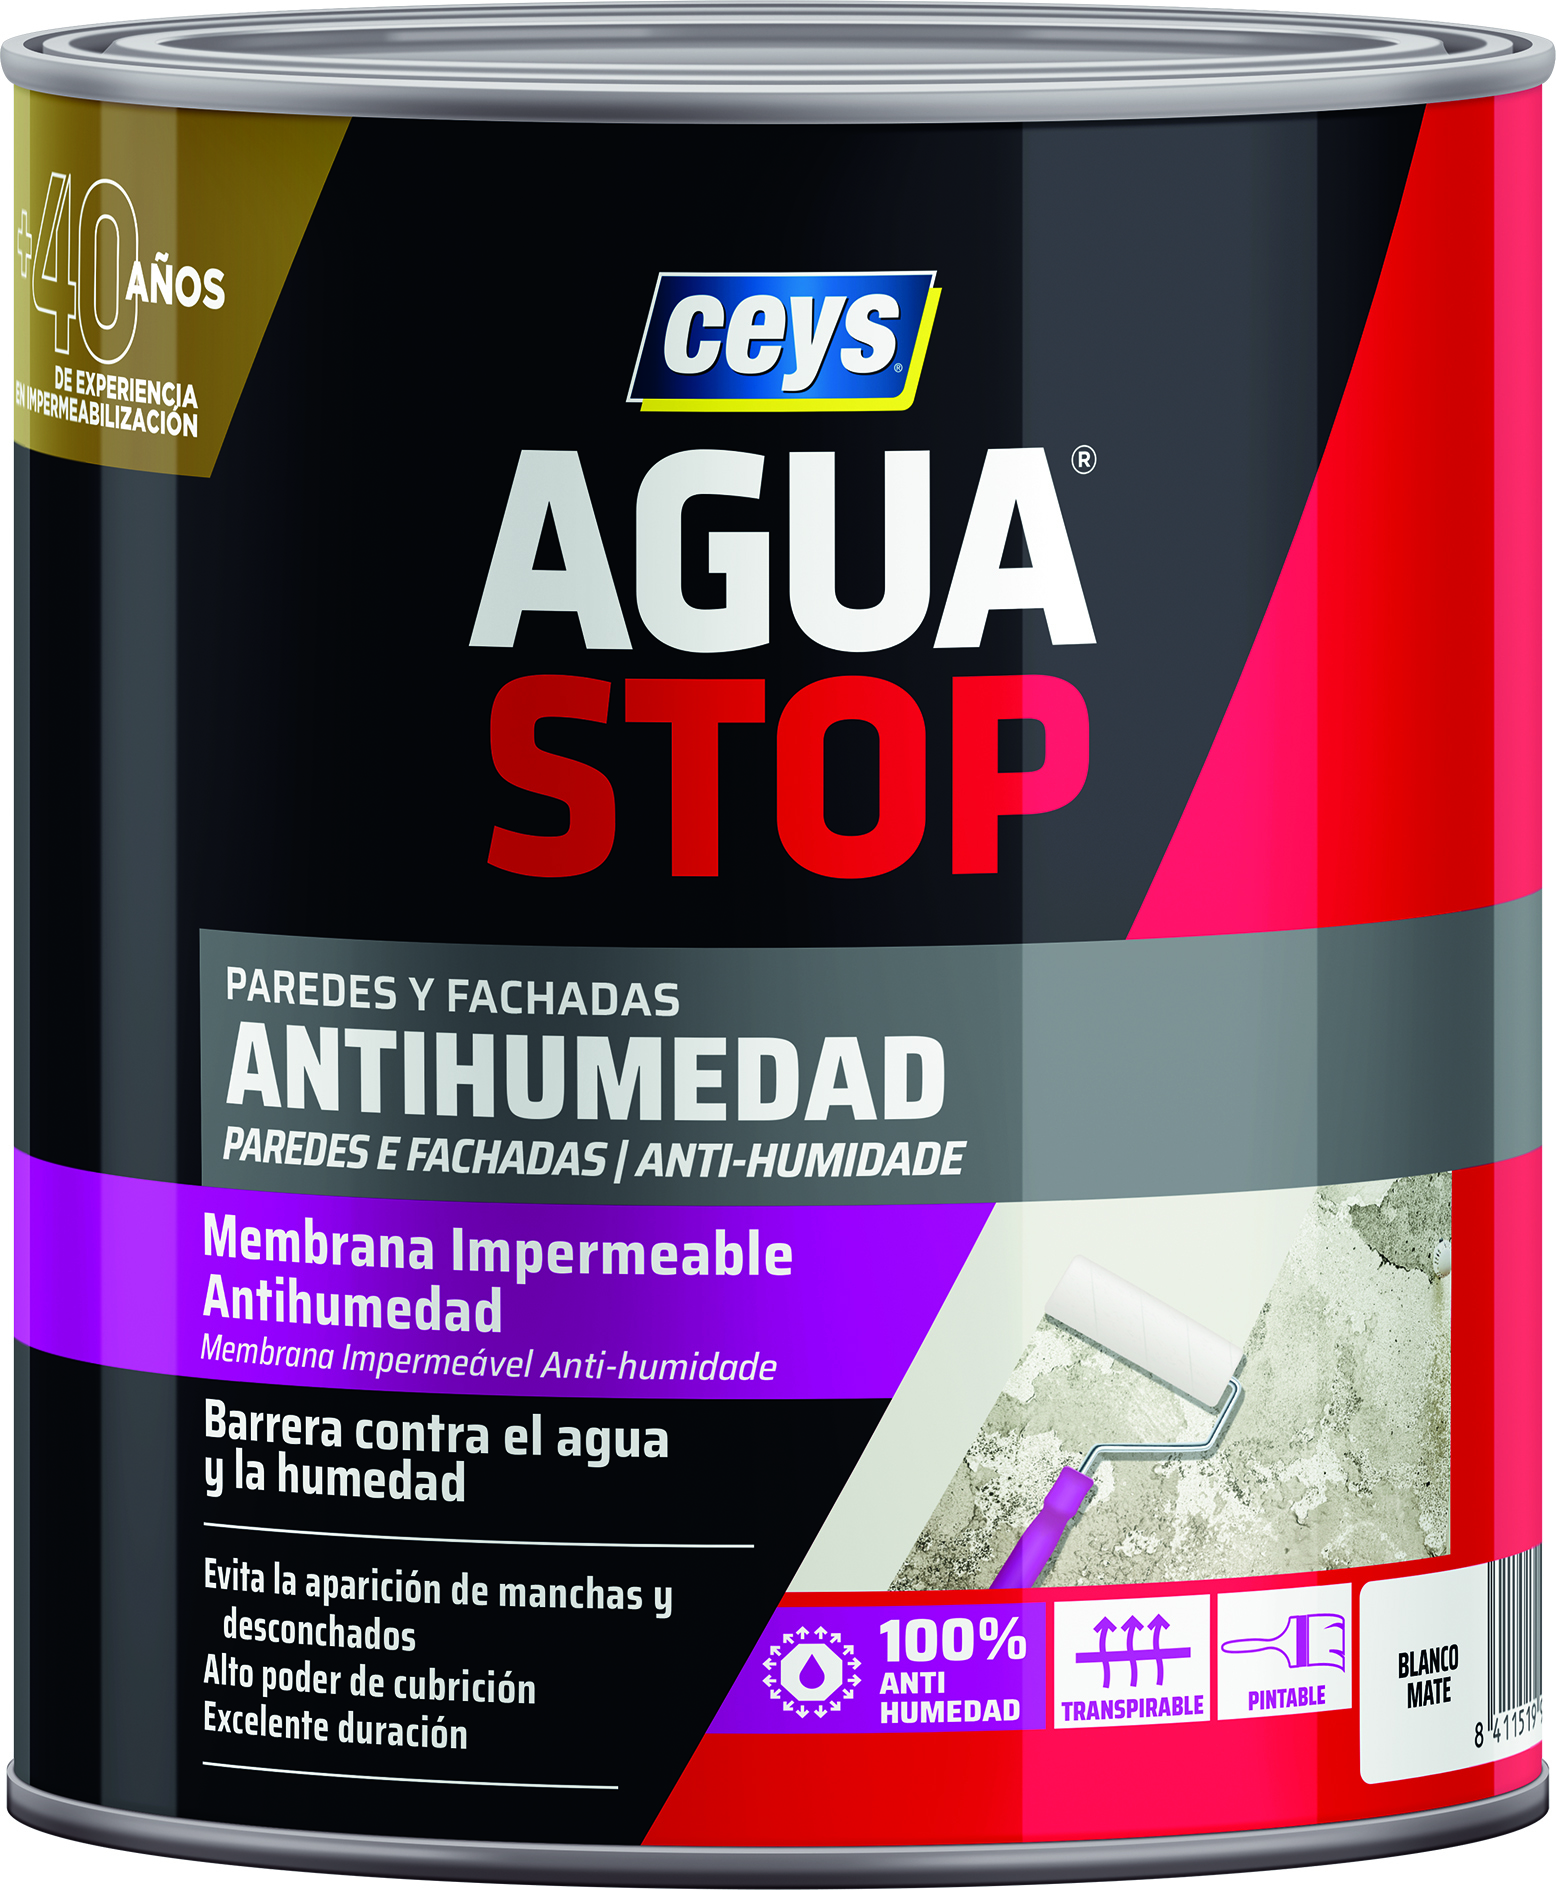 +40 AÑOS
DE EXPERIENCIA
EN IMPERMEABILIZACIÓN
ceys®
AGUA®
STOP
PAREDES Y FACHADAS
ANTIHUMEDAD
PAREDES E FACHADAS / ANTI-HUMIDADE
Membrana Impermeable
Antihumedad
Membrana Impermeável Anti-humidade
Barrera contra el agua
y la humedad
Evita la aparición de manchas y
desconchados
Alto poder de cubrición
Excelente duración
100%
ANTI
HUMEDAD
TRANSPIRABLE
PINTABLE
BLANCO
MATE
8 411519